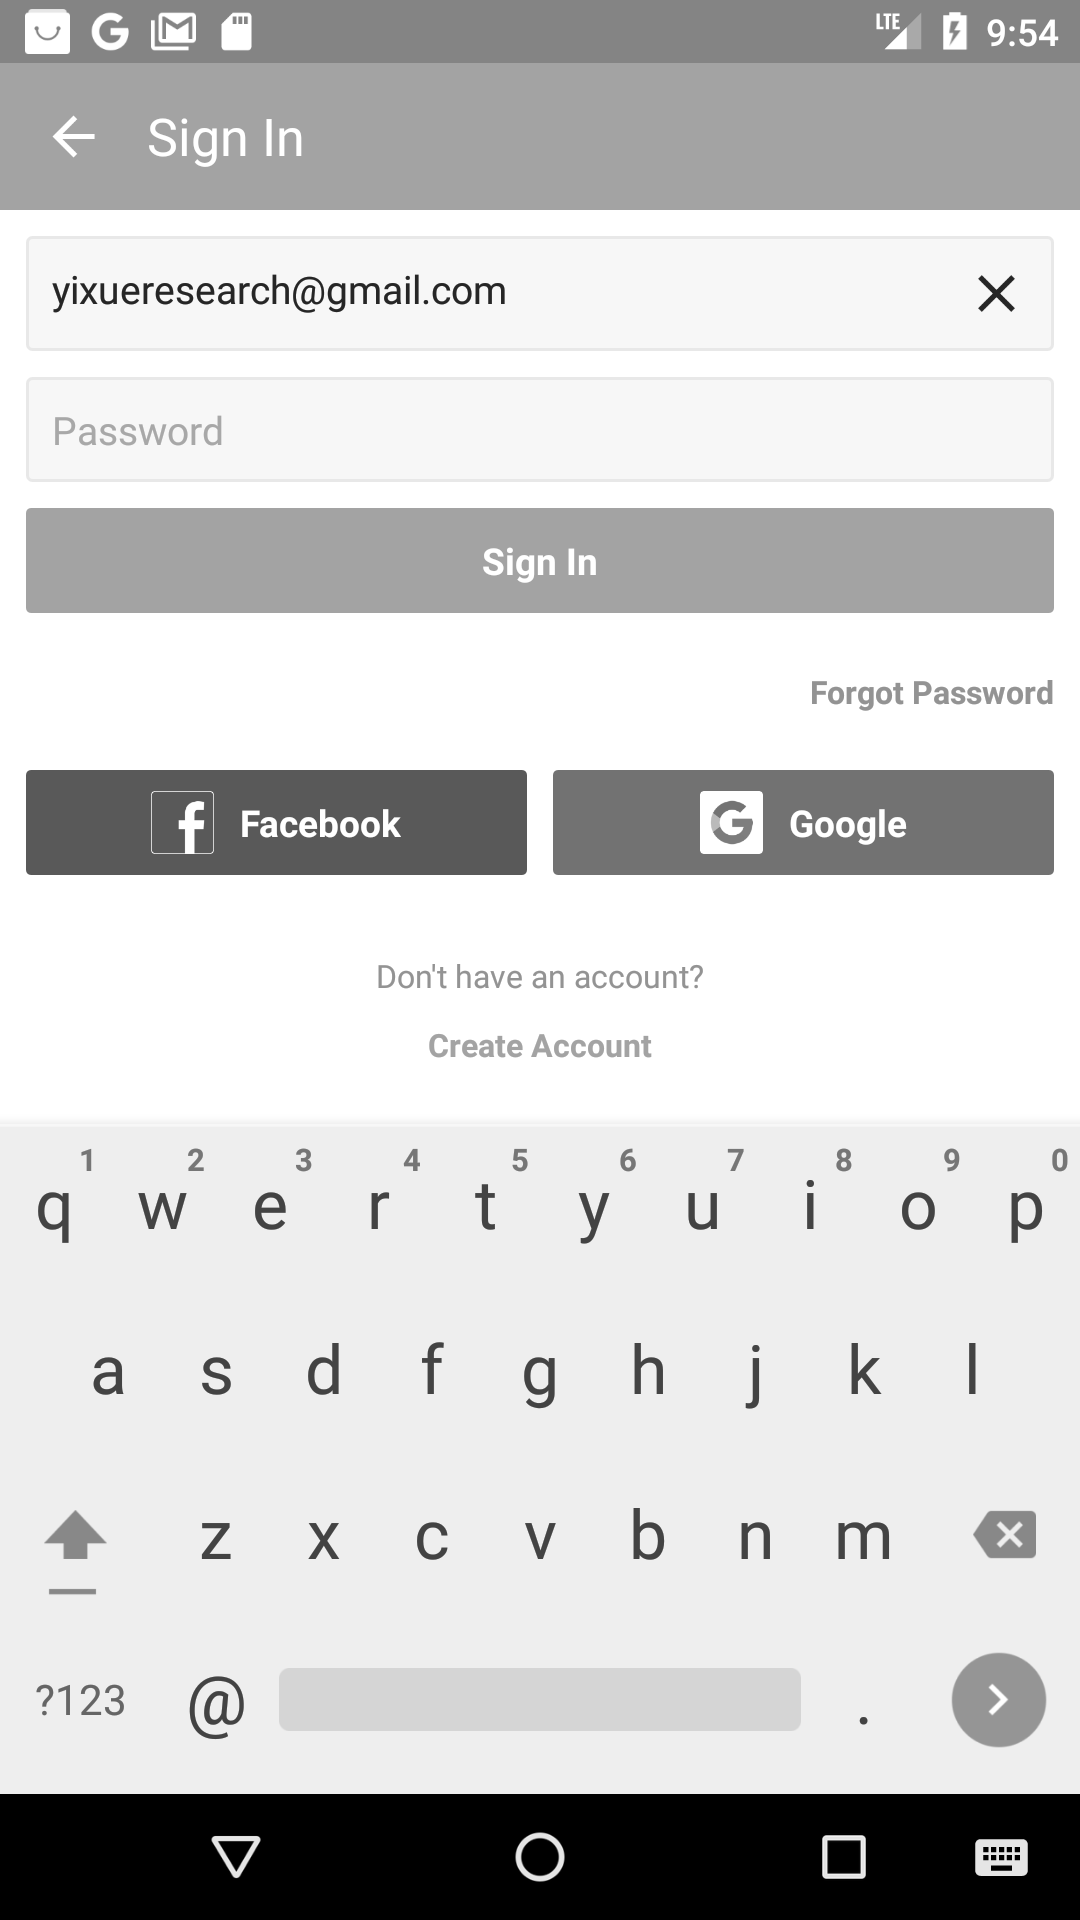 LTE 9:54
Sign In
yixueresearch@gmail.com
Password
Sign In
Forgot Password
Facebook Google
Don't have an account?
Create Account
1 2 3 4 5 6 7 8 9 0
q w e r t y u i o p
a s d f g h j k l
z x c v b n m
?123 @ .